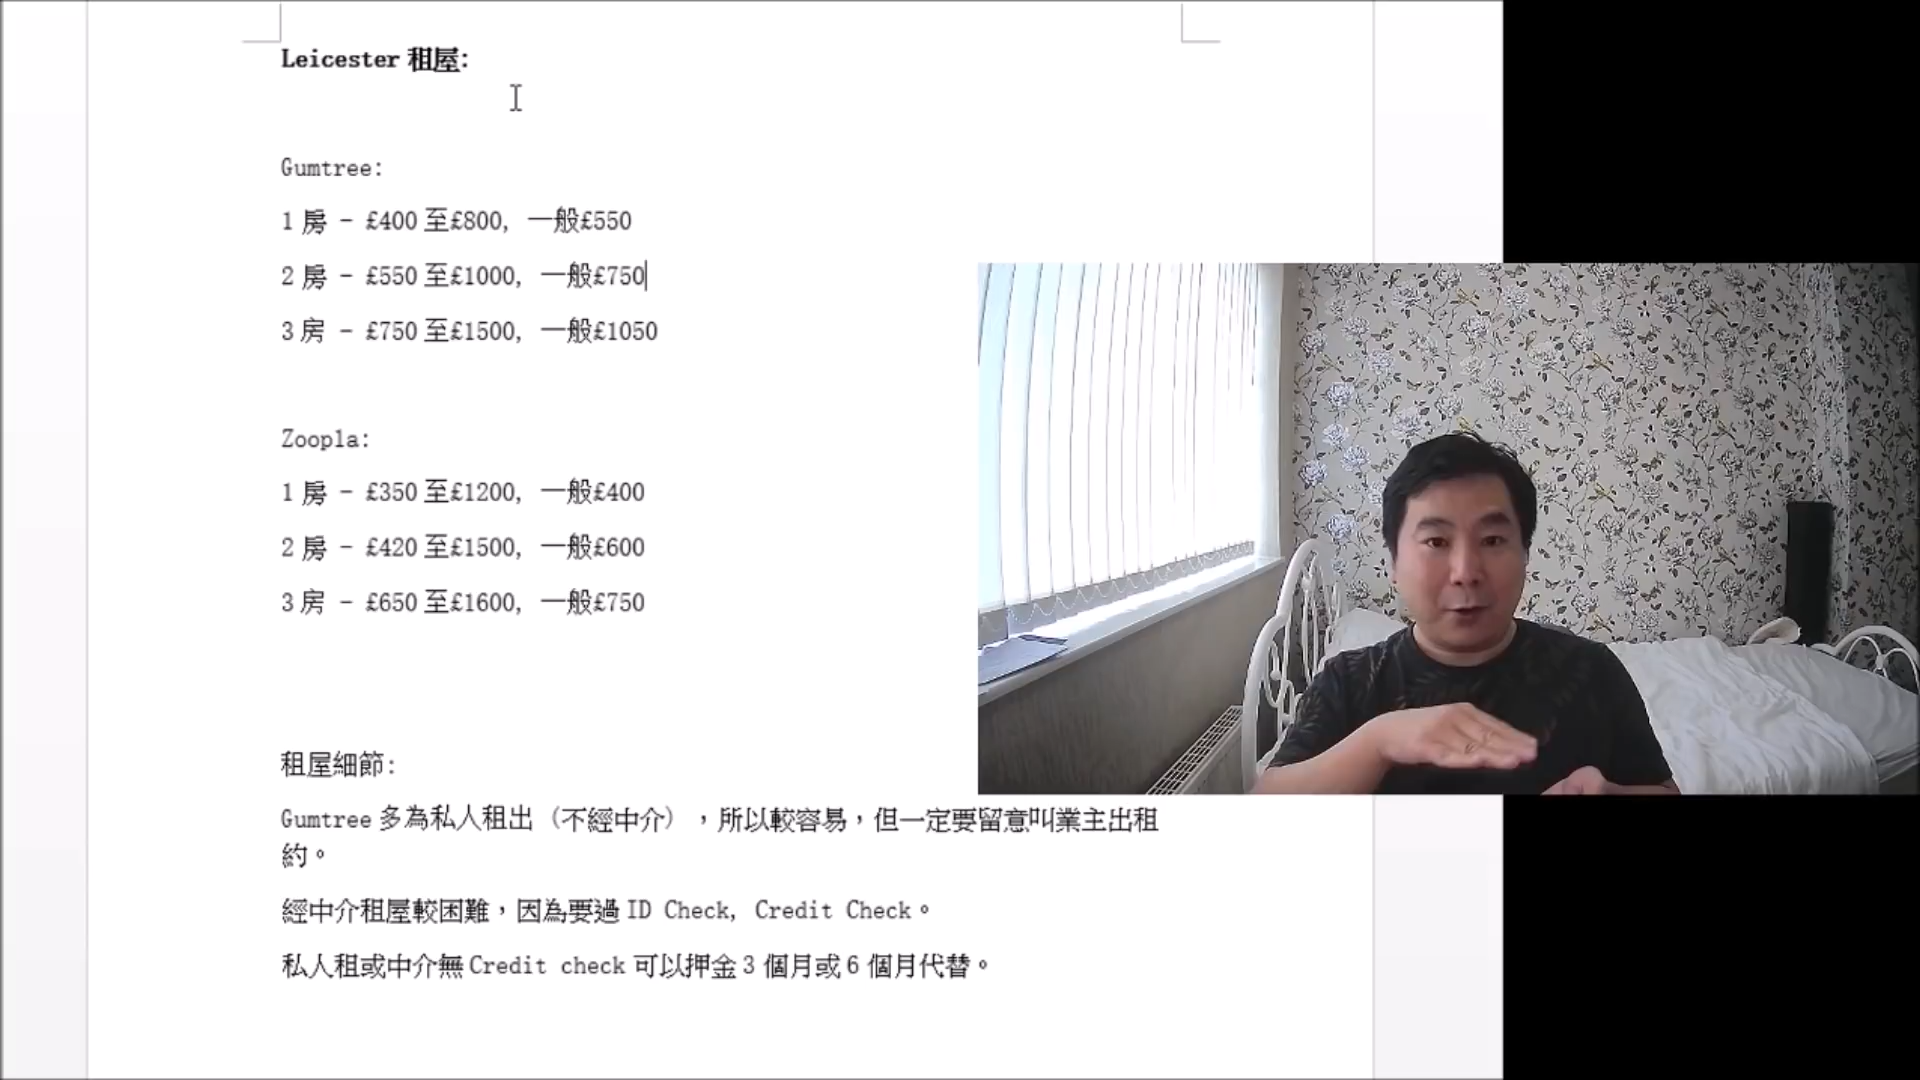 Leicester 租屋:
Gumtree:
1 房 - £400 至£800, 一般£550
2 房 - £550 至£1000, 一般£750
3 房 - £750 至£1500, 一般£1050
Zoopla:
1 房 - £350 至£1200, 一般£400
2 房 - £420 至£1500, 一般£600
3 房 - £650 至£1600, 一般£750
租屋細節:
Gumtree 多為私人租出（不經中介），所以較容易，但一定要留意叫業主出租
約。
經中介租屋較困難，因為要過 ID Check, Credit Check。
私人租或中介無 Credit check 可以押金 3 個月或 6 個月代替。